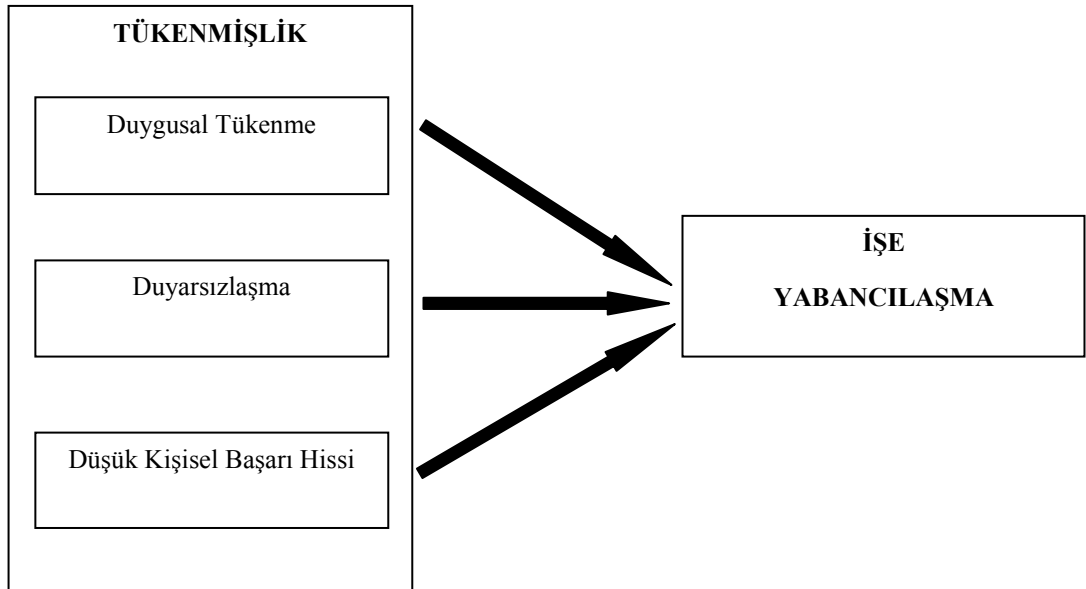 TÜKENMİŞLİK
Duygusal Tükenme
Duyarsızlaşma
Düşük Kişisel Başarı Hissi
İŞE
YABANCILAŞMA